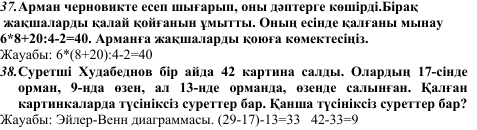 37.Арман черновикте есеп шығарып, оны дәптерге көшірді.Бірақ
жақшаларды қалай қойғанын ұмытты. Оның есінде қалғаны мынау
6*8+20:4-2=40. Арманға жақшаларды қоюға көмектесіңіз.
Жауабы: 6*(8+20):4-2=40
38.Суретші Худабеднов бір айда 42 картина салды. Олардың 17-сінде
орман, 9-нда өзен, ал 13-нде орманда, өзенде салынған. Қалған
картинкаларда түсініксіз суреттер бар. Қанша түсініксіз суреттер бар?
Жауабы: Эйлер-Венн диаграммасы. (29-17)-13=33 42-33=9